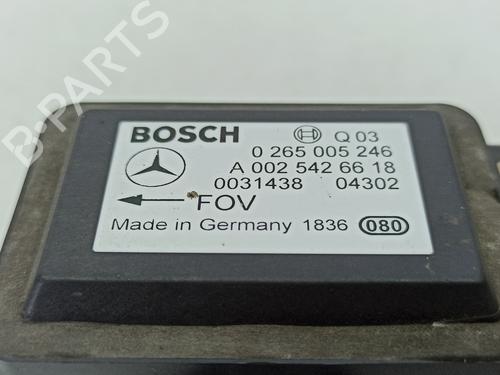 BOSCH Q 03
0 265 005 246
A 002 542 66 18
0031438 04302
FOV
Made in Germany 1836 080
B-PARTS